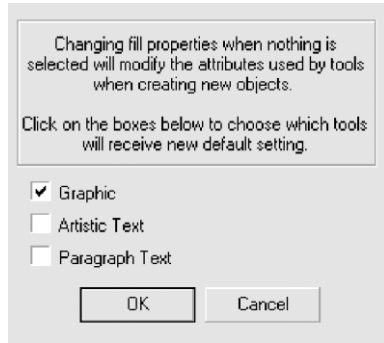 Changing fill properties when nothing is
selected will modify the attributes used by tools
when creating new objects.
Click on the boxes below to choose which tools
will receive new default setting.
Graphic
Artistic Text
Paragraph Text
OK Cancel